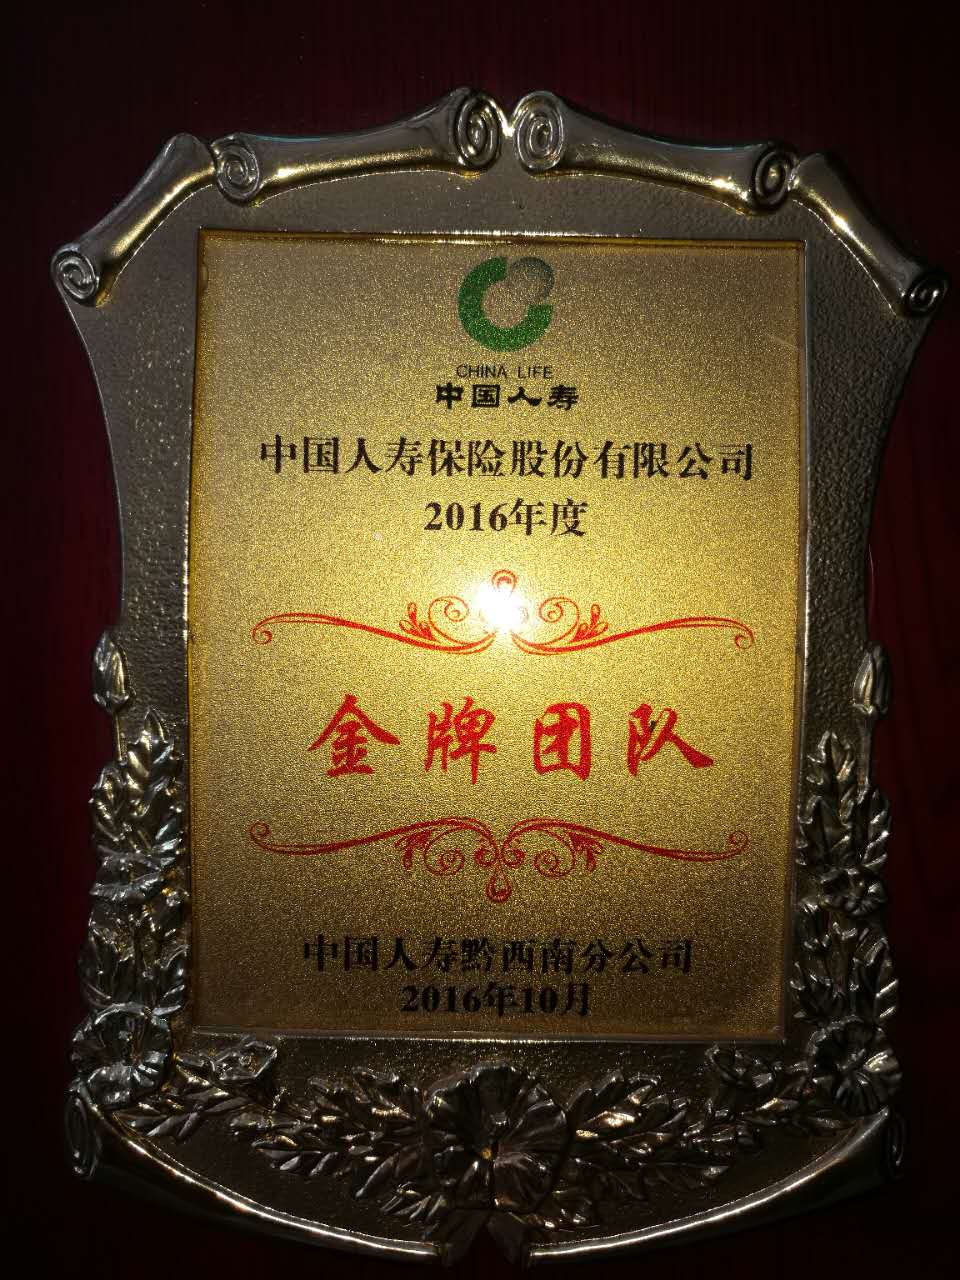 CHINA LIFE
中国人寿
中国人寿保险股份有限公司
2016年度
金牌团队
中国人寿黔西南分公司
2016年10月